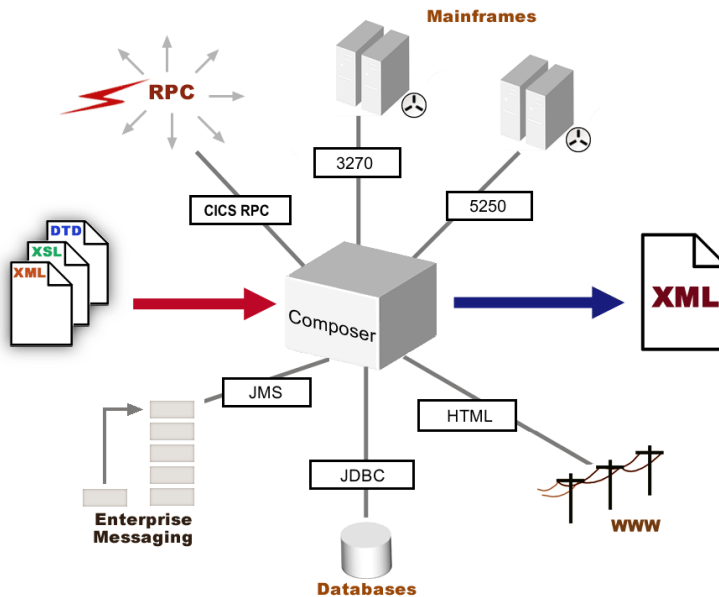 Mainframes
RPC
3270
CICS RPC
5250
DTD
XSL
XML
Composer
XML
JMS
HTML
JDBC
Enterprise
Messaging
WWW
Databases